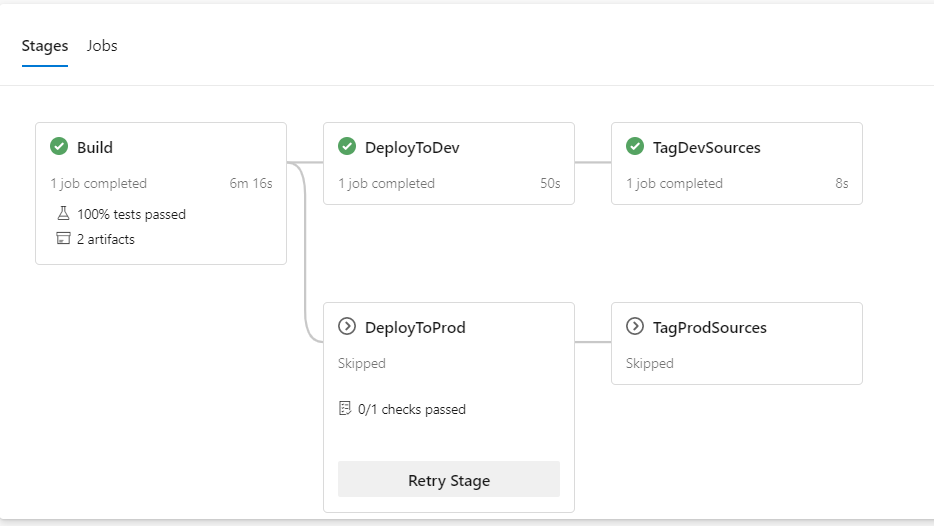 Stages Jobs
Build
1 job completed 6m 16s
100% tests passed
2 artifacts
DeployToDev
1 job completed 50s
TagDevSources
1 job completed 8s
DeployToProd
Skipped
0/1 checks passed
Retry Stage
TagProdSources
Skipped